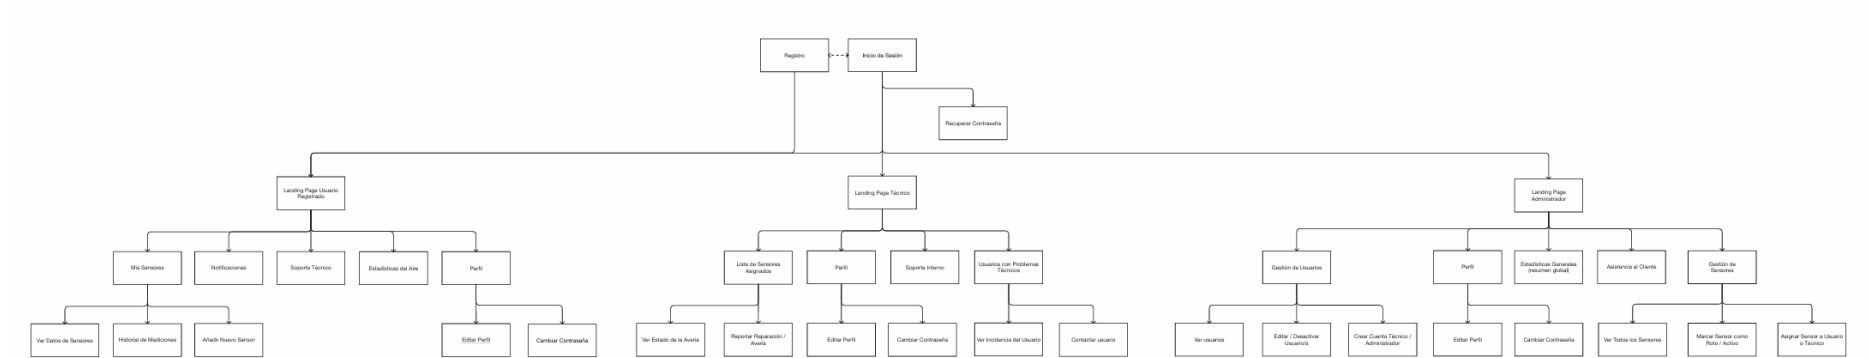 Registro
Inicio de Sesión
Recuperar Contraseña
Landing Page Usuario
Registrado
Landing Page Técnico
Landing Page
Administrador
Mis Sensores
Notificaciones
Soporte Técnico
Estadísticas del Aire
Perfil
Lista de Sensores
Asignados
Perfil
Soporte Interno
Usuarios con Problemas
Técnicos
Gestión de Usuarios
Perfil
Estadísticas Generales
(resumen global)
Asistencia al Cliente
Gestión de
Sensores
Ver Datos de Sensores
Historial de Mediciones
Añadir Nuevo Sensor
Editar Perfil
Cambiar Contraseña
Ver Estado de la Avería
Reportar Reparación /
Avería
Editar Perfil
Cambiar Contraseña
Ver Incidencia del Usuario
Contactar usuario
Ver usuarios
Editar / Desactivar
Usuario/s
Crear Cuenta Técnico /
Administrador
Editar Perfil
Cambiar Contraseña
Ver Todos los Sensores
Marcar Sensor como
Roto / Activo
Asignar Sensor a Usuario
o Técnico